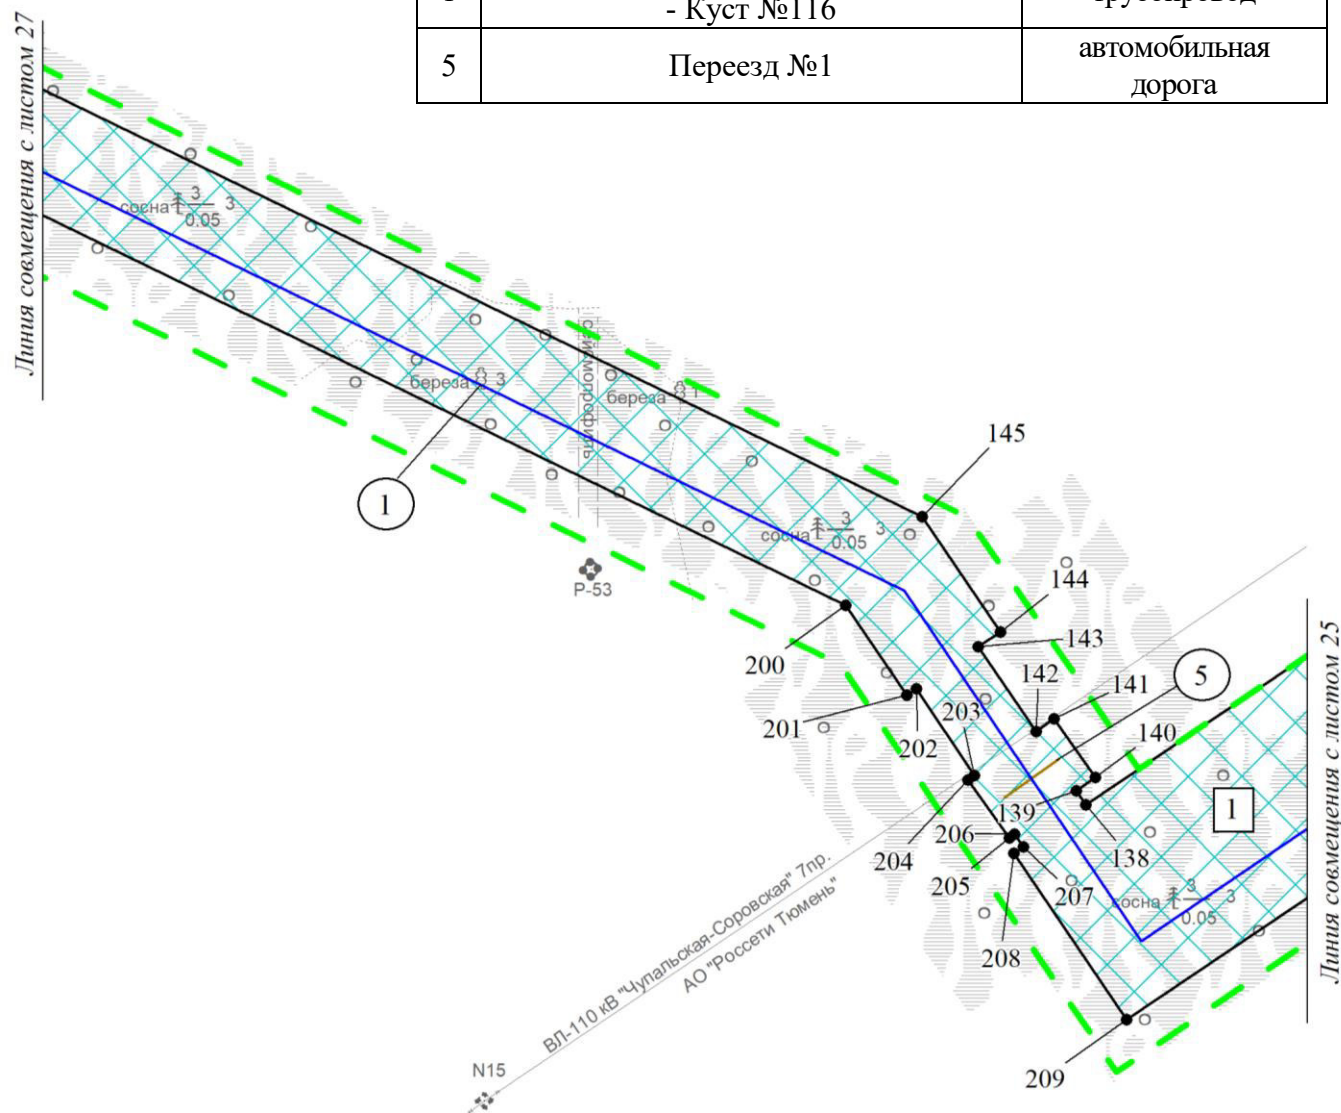 - Куст №116
5
Переезд №1
автомобильная
дорога
Линия совмещения с листом 27
сосна
3
0.05
3
береза
3
сейсмопрофиль
береза
1
1
145
сосна
3
0.05
3
Р-53
144
143
200
142
141
5
203
201
202
140
139
206
204
205
138
1
207
сосна
3
0.05
3
208
209
ВЛ-110 кВ "Чупальская-Соровская" 7пр.
АО "Россети Тюмень"
N15
Линия совмещения с листом 25